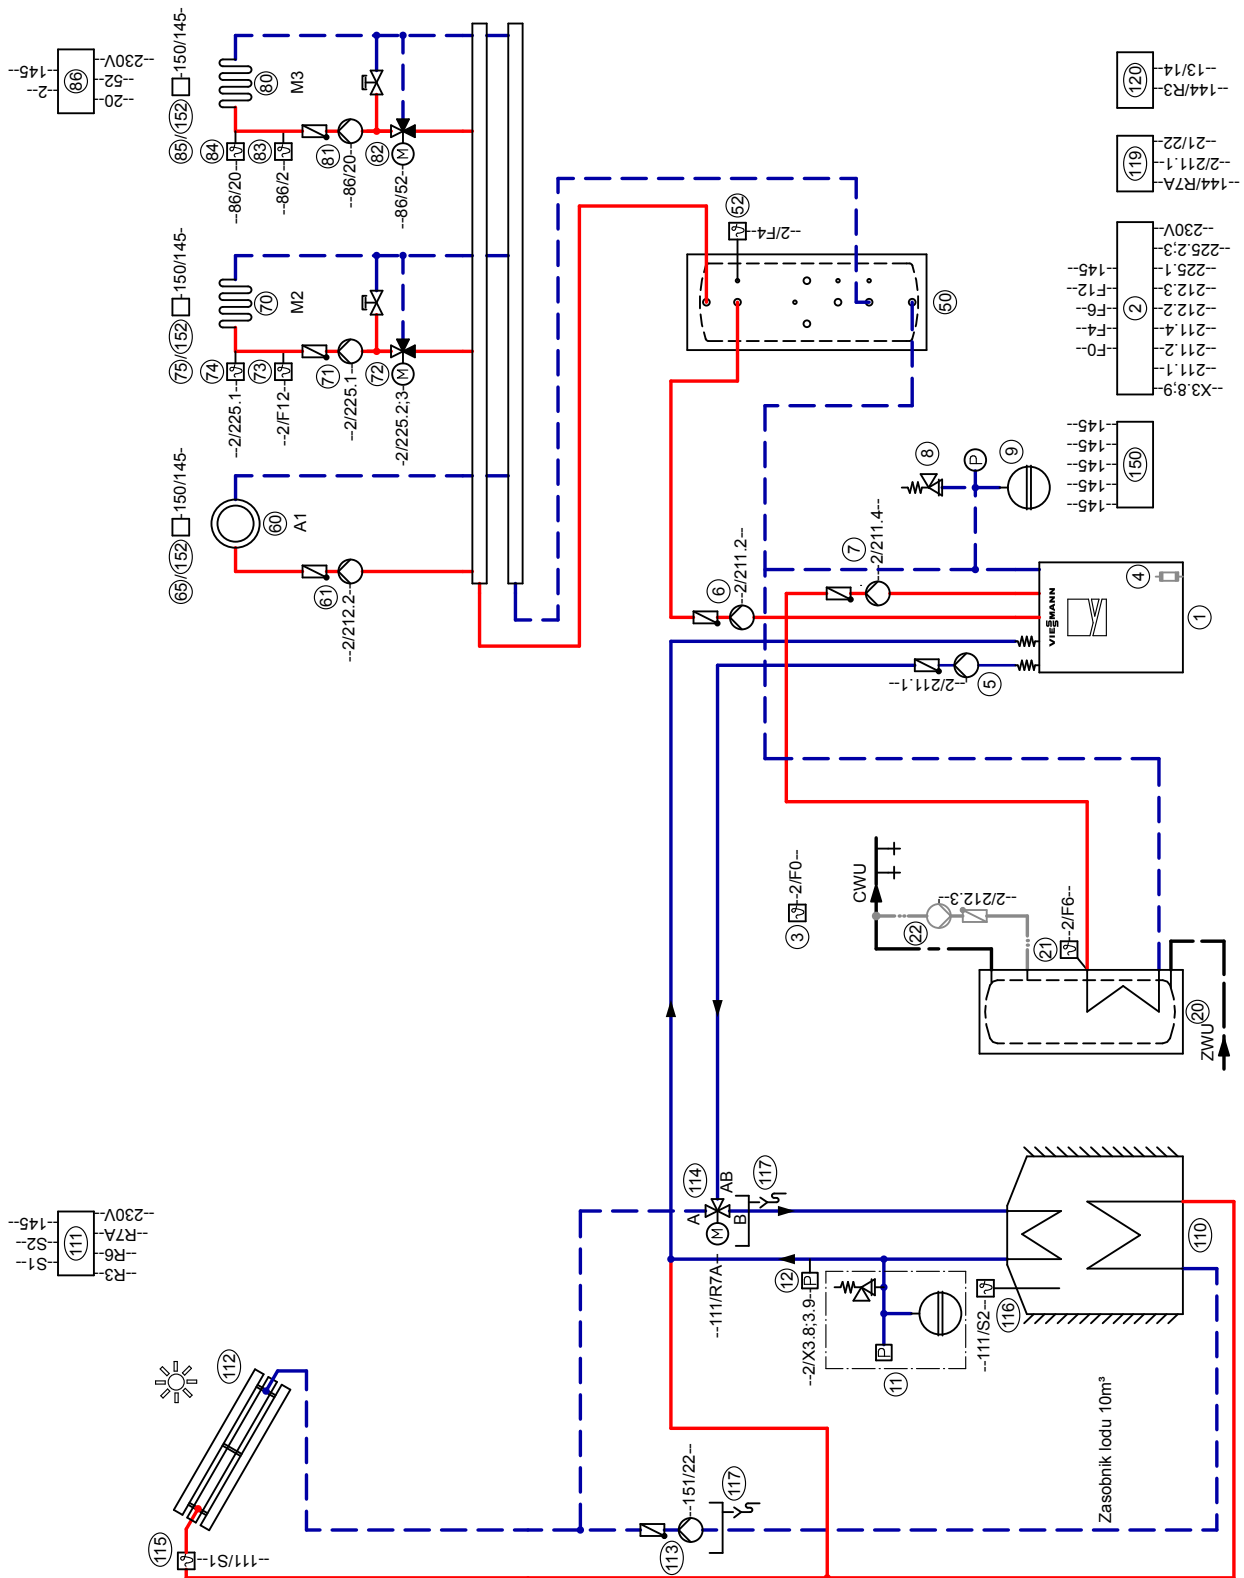 86
--145--
--2--
--20--
--52--
--230V--
85/152
-150/145-
84
83
--86/20--
--86/2--
81
--86/20--
82
M
--86/52--
80
M3
75/152
-150/145-
74
73
--2/225.1--
--2/F12--
71
--2/225.1--
72
M
-2/225.2;3--
70
M2
65/152
-150/145-
60
A1
61
--2/212.2--
52
--2/F4--
50
120
--13/14--
--144/R3--
119
--21/22--
--2/211.1--
--144/R7A--
2
--230V--
--225.2;3--
--225.1--
--212.3--
--212.2--
--211.4--
--211.2--
--211.1--
--X3.8;9--
--145--
--F12--
--F6--
--F4--
--F0--
150
--145--
--145--
--145--
--145--
--145--
8
P
9
6
--2/211.2--
7
--2/211.4--
5
--2/211.1--
4
VIESMANN
1
3
--2/F0--
CWU
22
--2/212.3--
21
--2/F6--
20
ZWU
111
--145--
--S2--
--S1--
--230V--
--R7A--
--R6--
--R3--
114
A
AB
B
M
117
--111/R7A--
12
P
--2/X3.8;3.9--
P
11
116
--111/S2--
110
Zasobnik lodu 10m³
112
115
--111/S1--
113
--151/22--
117